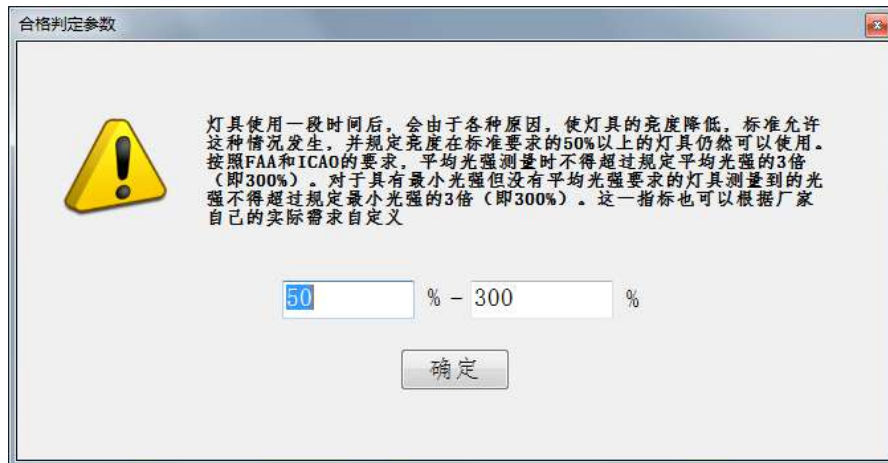 合格判定参数
灯具使用一段时间后，会由于各种原因，使灯具的亮度降低，标准允许
这种情况发生，并规定亮度在标准要求的50%以上的灯具仍然可以使用。
按照FAA和ICAO的要求，平均光强测量时不得超过规定平均光强的3倍
（即300%）。对于具有最小光强但没有平均光强要求的灯具测量到的光
强不得超过规定最小光强的3倍（即300%）。这一指标也可以根据厂家
自己的实际需求自定义
50 % - 300 %
确定